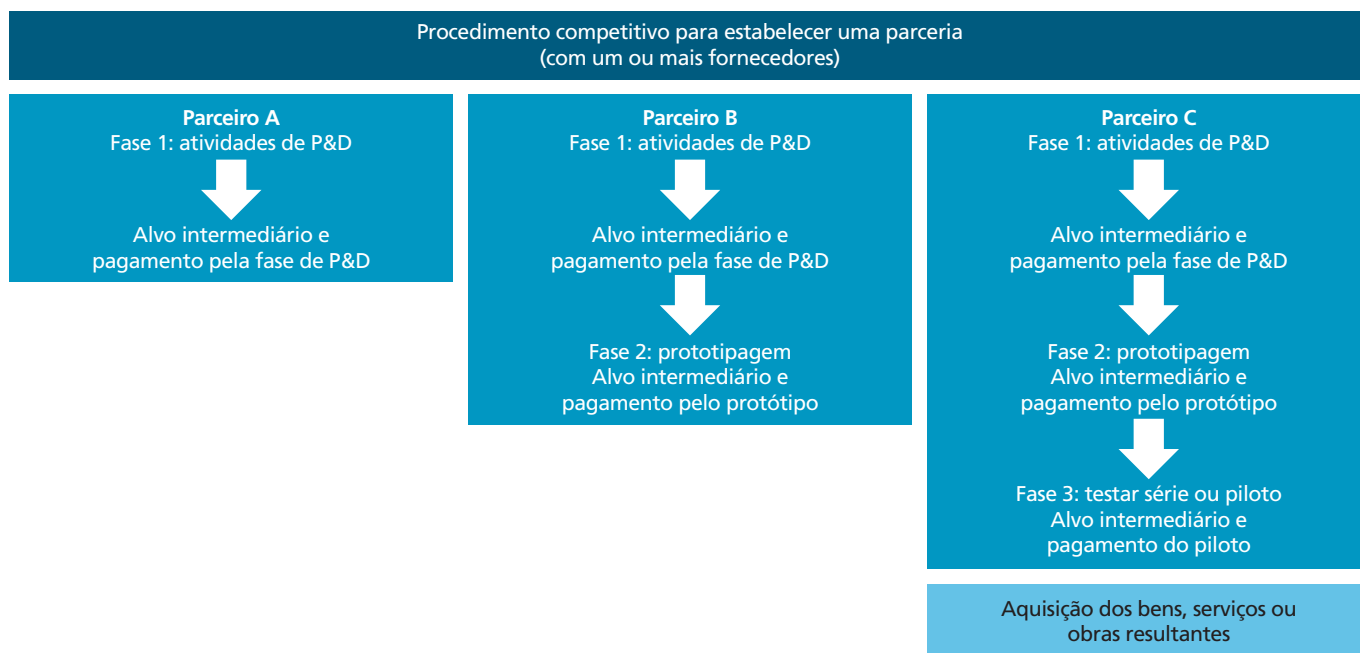 Procedimento competitivo para estabelecer uma parceria
(com um ou mais fornecedores)
Parceiro A
Fase 1: atividades de P&D
Alvo intermediário e
pagamento pela fase de P&D
Parceiro B
Fase 1: atividades de P&D
Alvo intermediário e
pagamento pela fase de P&D
Fase 2: prototipagem
Alvo intermediário e
pagamento pelo protótipo
Parceiro C
Fase 1: atividades de P&D
Alvo intermediário e
pagamento pela fase de P&D
Fase 2: prototipagem
Alvo intermediário e
pagamento pelo protótipo
Fase 3: testar série ou piloto
Alvo intermediário e
pagamento do piloto
Aquisição dos bens, serviços ou
obras resultantes